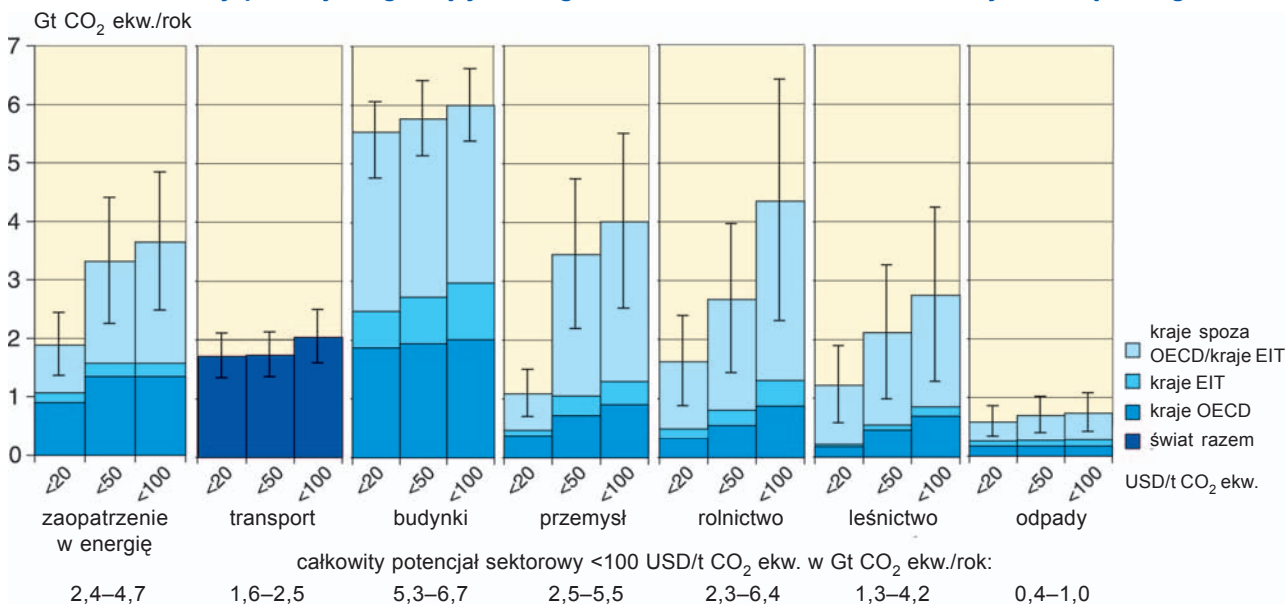 Gt CO2 ekw./rok
7
6
5
4
3
2
1
0
<20 <50 <100 <20 <50 <100 <20 <50 <100 <20 <50 <100 <20 <50 <100 <20 <50 <100 <20 <50 <100
zaopatrzenie w energię
transport
budynki
przemysł
rolnictwo
leśnictwo
odpady
kraje spoza
OECD/kraje EIT
kraje EIT
kraje OECD
świat razem
USD/t CO2 ekw.
całkowity potencjał sektorowy <100 USD/t CO2 ekw. w Gt CO2 ekw./rok:
2,4–4,7 1,6–2,5 5,3–6,7 2,5–5,5 2,3–6,4 1,3–4,2 0,4–1,0